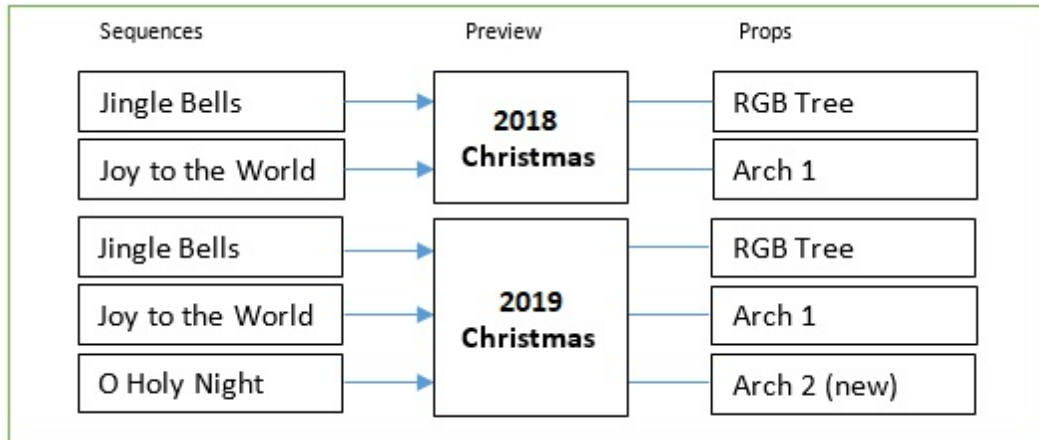 Sequences Preview Props
Jingle Bells
2018
Christmas
RGB Tree
Joy to the World
Arch 1
Jingle Bells
2019
Christmas
RGB Tree
Joy to the World
Arch 1
O Holy Night
Arch 2 (new)